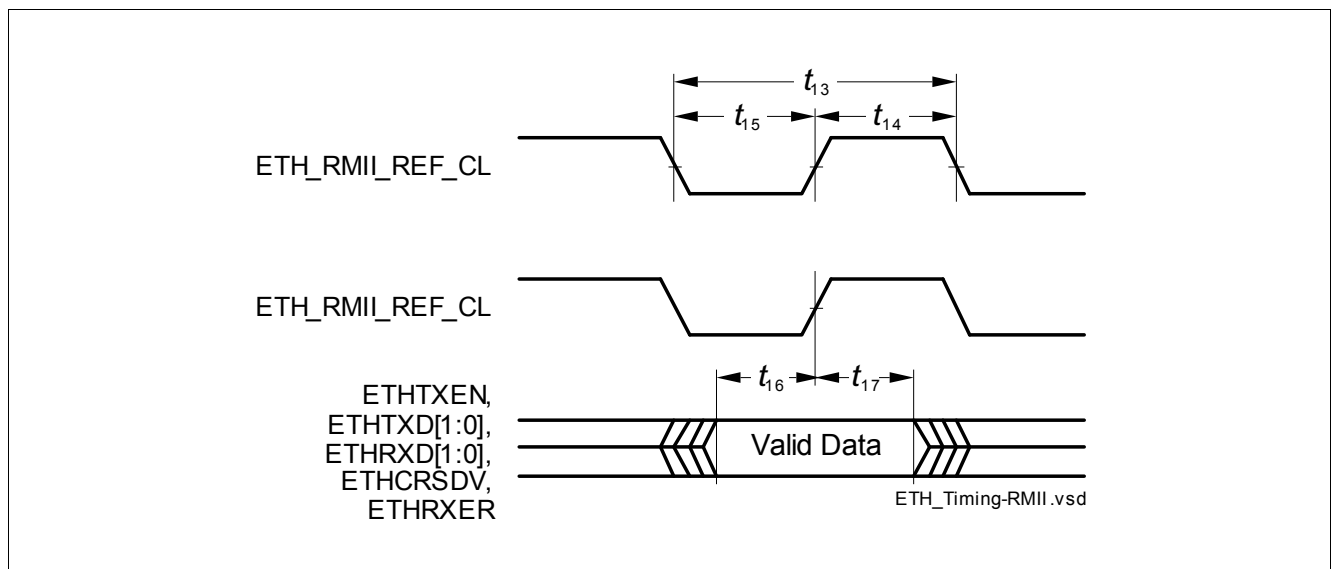 t13
t15
t14
ETH_RMII_REF_CL
ETH_RMII_REF_CL
t16
t17
ETHTXEN,
ETHTXD[1:0],
ETHRXD[1:0],
ETHCRSDV,
ETHRXER
Valid Data
ETH_Timing-RMII.vsd